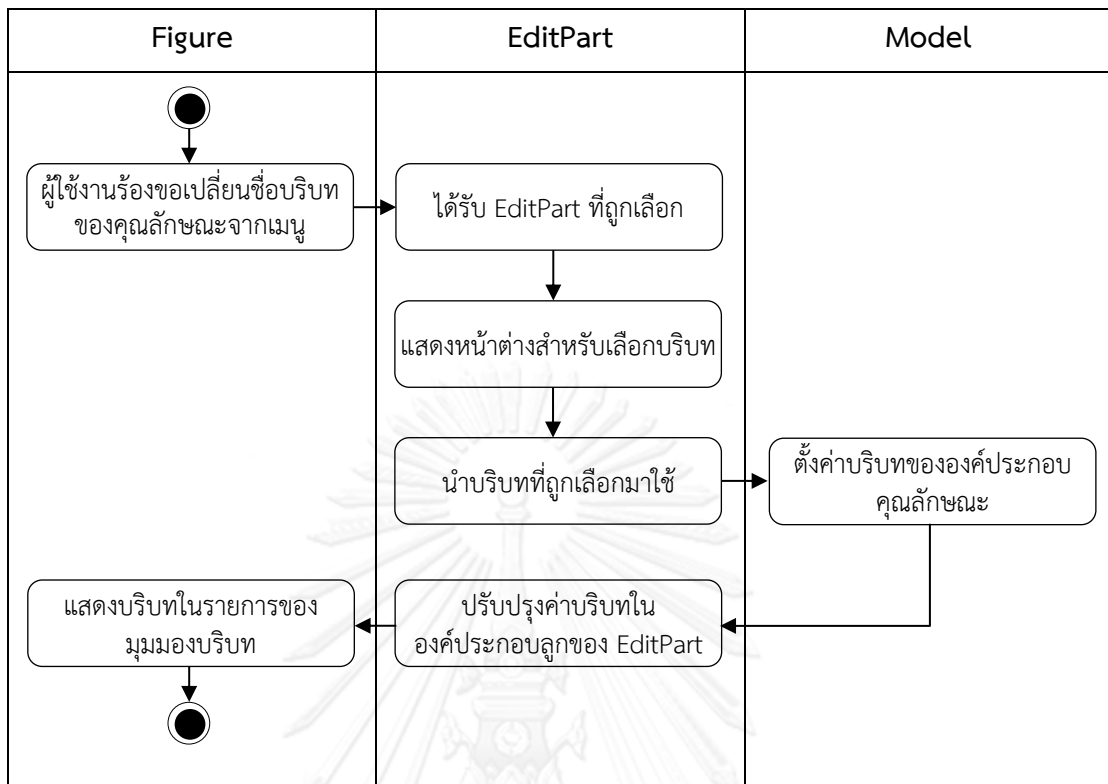 Figure
EditPart
Model
ผู้ใช้งานร้องขอเปลี่ยนชื่อบริบท
ของคุณลักษณะจากเมนู
ได้รับ EditPart ที่ถูกเลือก
แสดงหน้าต่างสำหรับเลือกบริบท
นำบริบทที่ถูกเลือกมาใช้
ตั้งค่าบริบทขององค์ประกอบ
คุณลักษณะ
ปรับปรุงค่าบริบทใน
องค์ประกอบลูกของ EditPart
แสดงบริบทในรายการของ
มุมมองบริบท